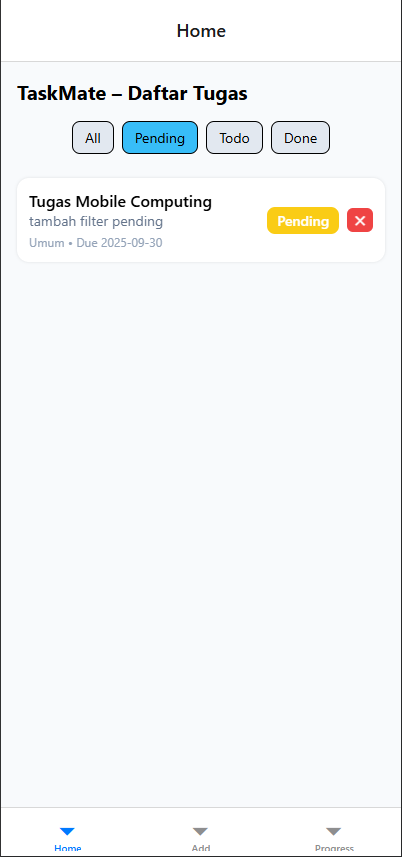 Home
TaskMate – Daftar Tugas
All Pending Todo Done
Tugas Mobile Computing
tambah filter pending
Umum • Due 2025-09-30
Pending
Home Add Progress